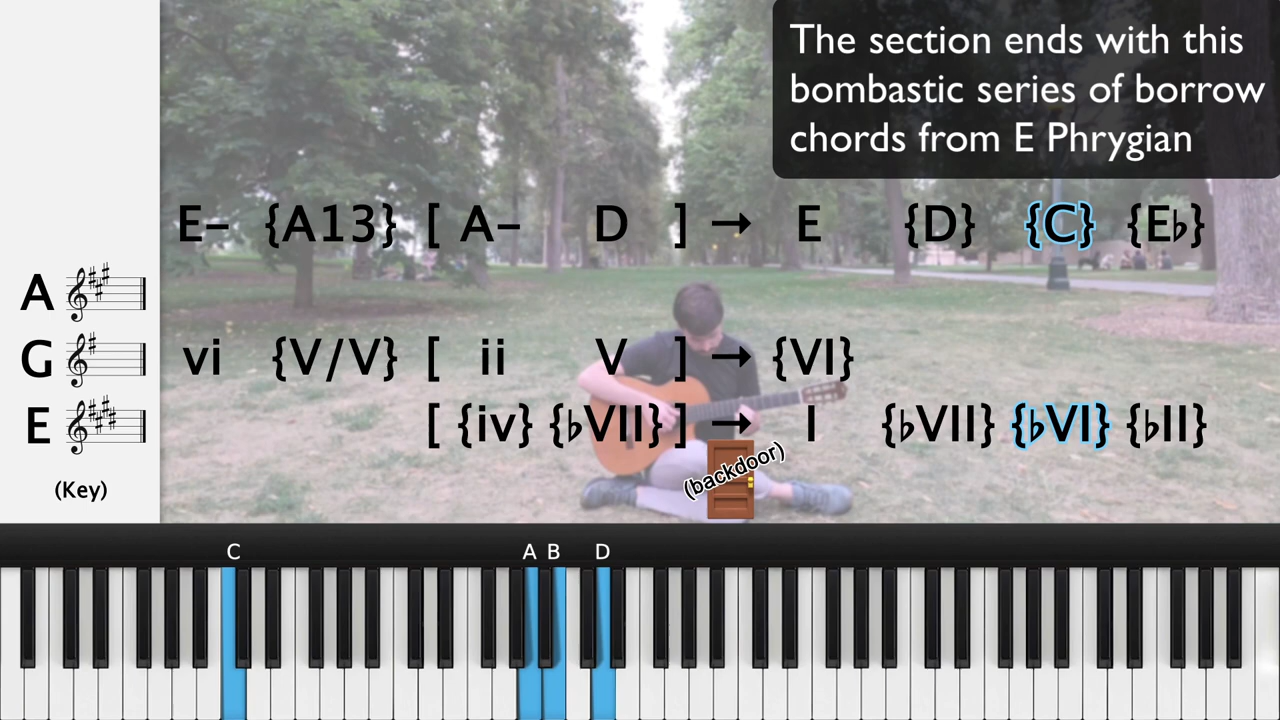 The section ends with this
bombastic series of borrow
chords from E Phrygian
E– {A13} [ A– D ] → E {D} {C} {E♭}
A
G vi {V/V} [ ii V ] → {VI}
E [ {iv} {♭VII} ] → I {♭VII} {♭VI} {♭II}
(backdoor)
(Key)
C A B D